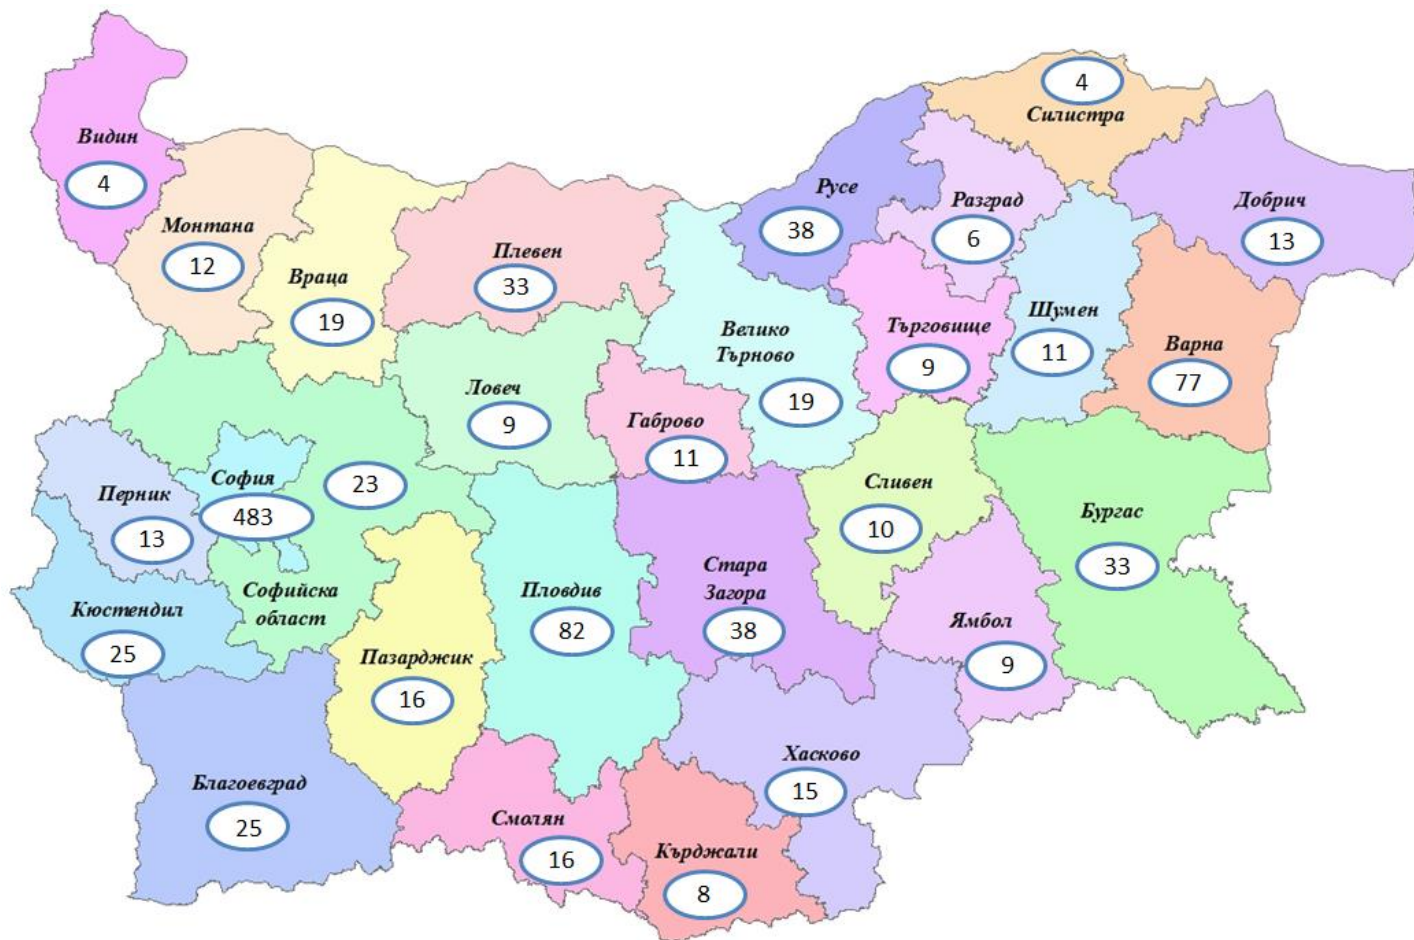 4
Силистра
Видин
4
Русе
38
Разград
6
Добрич
13
Монтана
12
Плевен
33
Враца
19
Велико
Търново
19
Търговище
9
Шумен
11
Варна
77
Ловеч
9
Габрово
11
София
483
23
Софийска
област
Перник
13
Сливен
10
Бургас
33
Кюстендил
25
Пловдив
82
Стара
Загора
38
Ямбол
9
Пазарджик
16
Благоевград
25
Хасково
15
Смолян
16
Кърджали
8